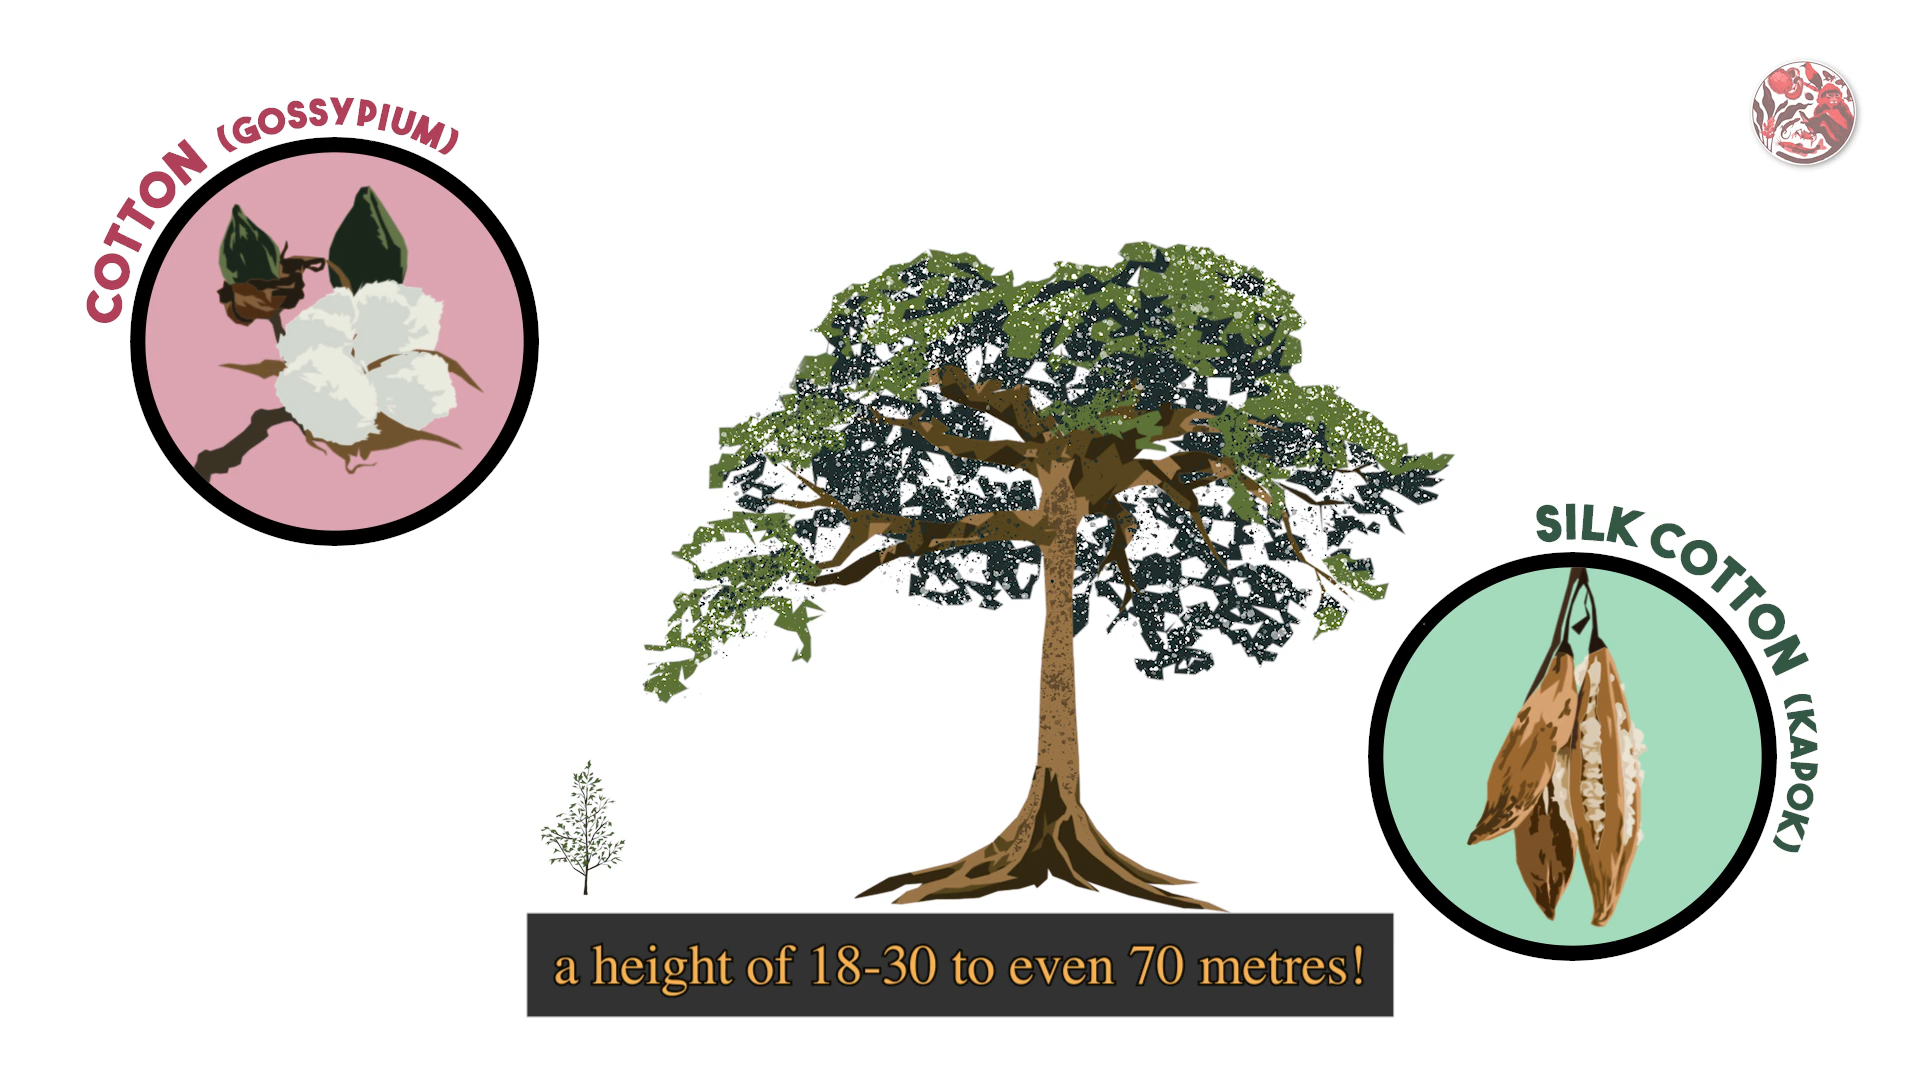 COTTON (GOSSYPIUM)
SILK COTTON (KAPOK)
a height of 18-30 to even 70 metres!